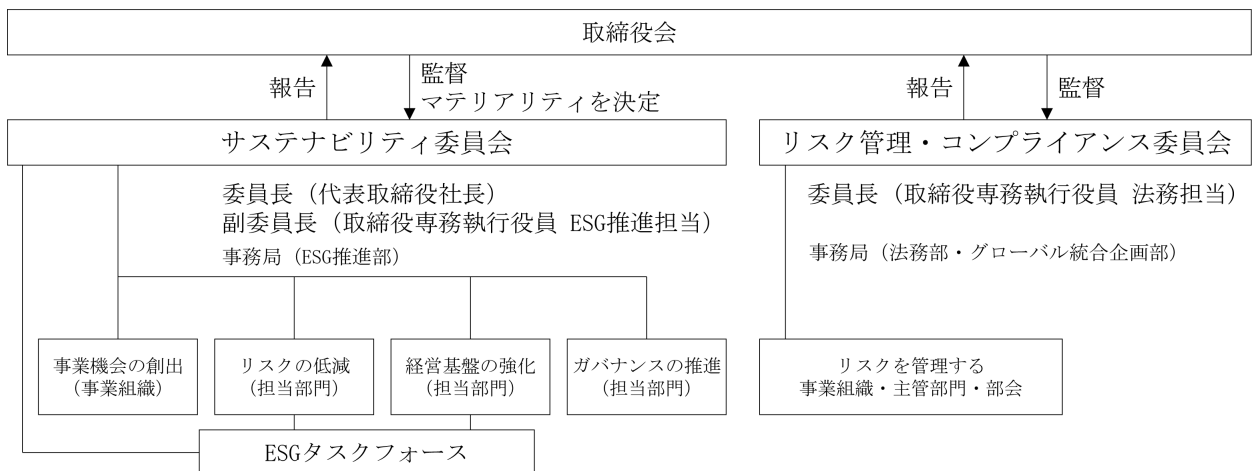 取締役会
報告
監督
マテリアリティを決定
報告
監督
サステナビリティ委員会
リスク管理・コンプライアンス委員会
委員長（代表取締役社長）
副委員長（取締役専務執行役員 ESG推進担当）
事務局（ESG推進部）
委員長（取締役専務執行役員 法務担当）
事務局（法務部・グローバル統合企画部）
事業機会の創出
（事業組織）
リスクの低減
（担当部門）
経営基盤の強化
（担当部門）
ガバナンスの推進
（担当部門）
リスクを管理する
事業組織・主管部門・部会
ESGタスクフォース